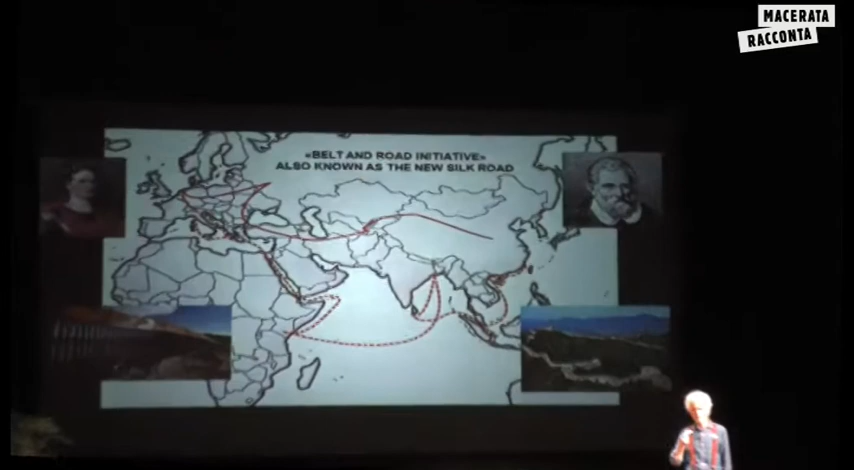 MACERATA
RACCONTA
«BELT AND ROAD INITIATIVE»
ALSO KNOWN AS THE NEW SILK ROAD